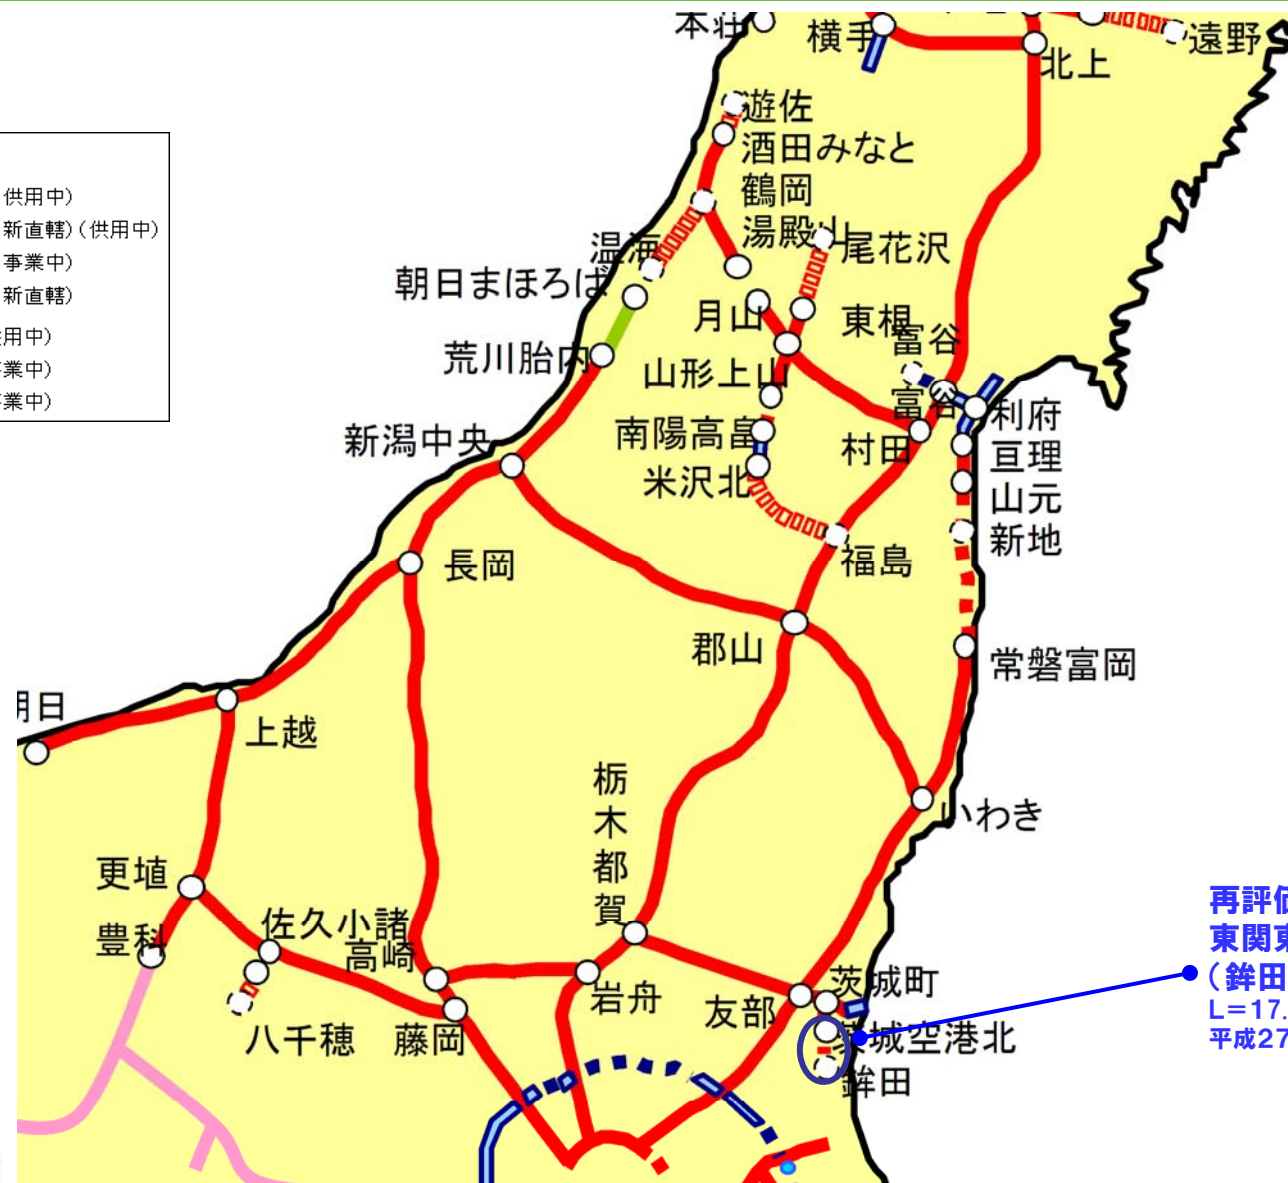 本荘
横手
北上
遠野
遊佐
酒田みなと
鶴岡
湯殿山
尾花沢
温海
朝日まほろば
月山
東根
富谷
荒川胎内
山形上山
富谷
利府
新潟中央
南陽高畠
村田
亘理
米沢北
山元
新地
長岡
福島
郡山
常磐富岡
上越
栃木都賀
いわき
更埴
豊科
佐久小諸
高崎
岩舟
友部
茨城町
八千穂
藤岡
茨城空港北
鉾田
供用中)
新直轄)(供用中)
事業中)
新直轄)
用中)
業中)
業中)
日
再評価
東関東
(鉾田
L=17.
平成27